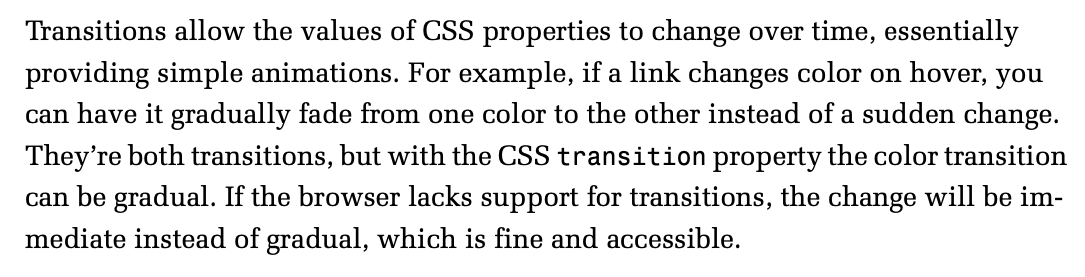 Transitions allow the values of CSS properties to change over time, essentially
providing simple animations. For example, if a link changes color on hover, you
can have it gradually fade from one color to the other instead of a sudden change.
They’re both transitions, but with the CSS transition property the color transition
can be gradual. If the browser lacks support for transitions, the change will be im-
mediate instead of gradual, which is fine and accessible.